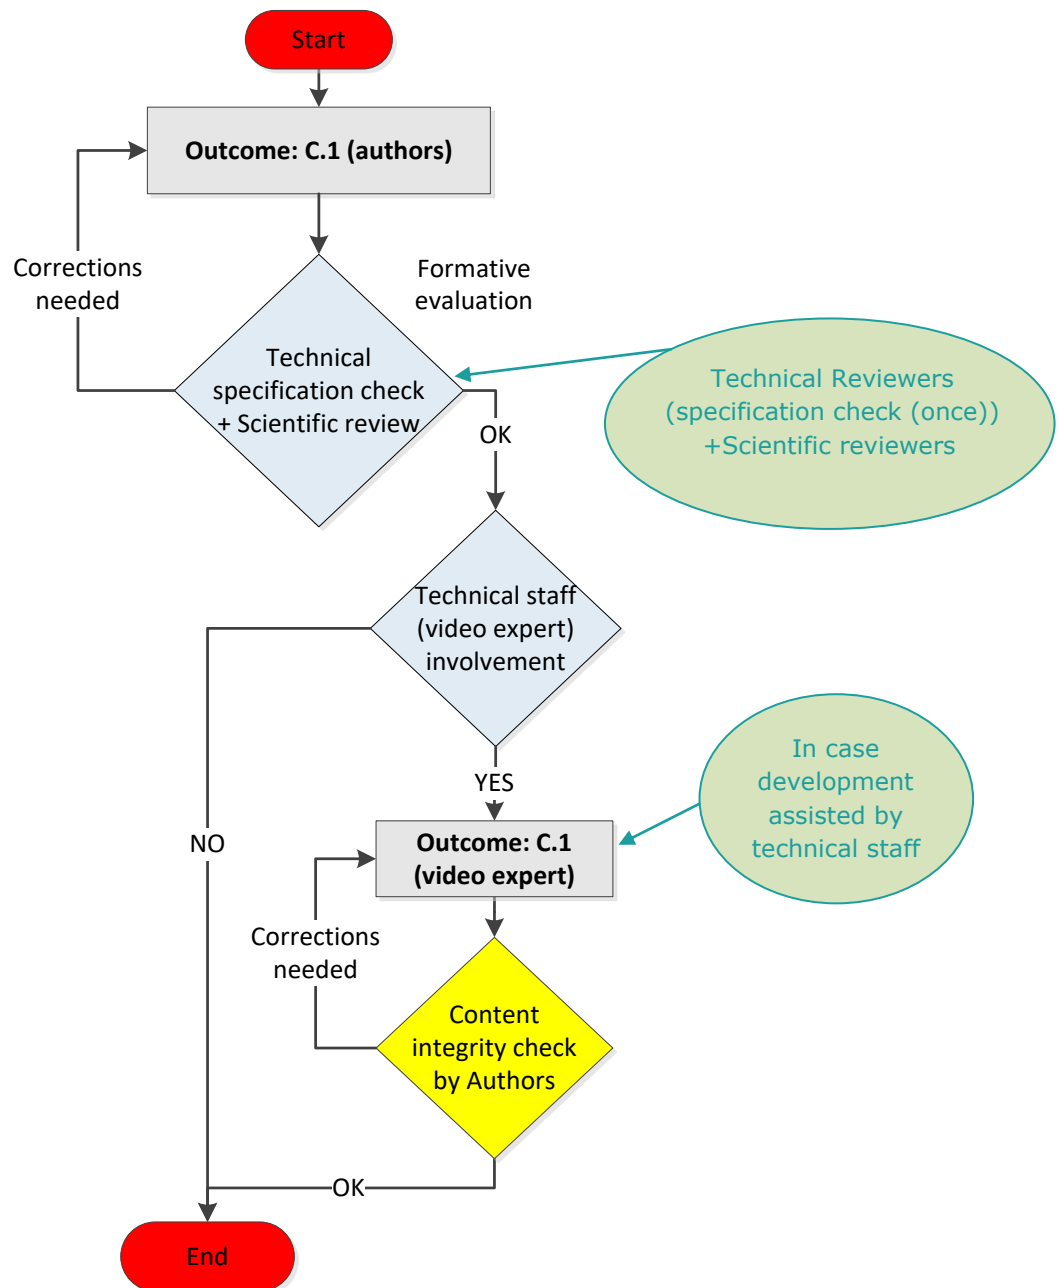 Start
Outcome: C.1 (authors)
Corrections
needed
Formative
evaluation
Technical
specification check
+ Scientific review
Technical Reviewers
(specification check (once))
+Scientific reviewers
OK
Technical staff
(video expert)
involvement
YES
NO
In case
development
assisted by
technical staff
Outcome: C.1
(video expert)
Corrections
needed
Content
integrity check
by Authors
OK
End